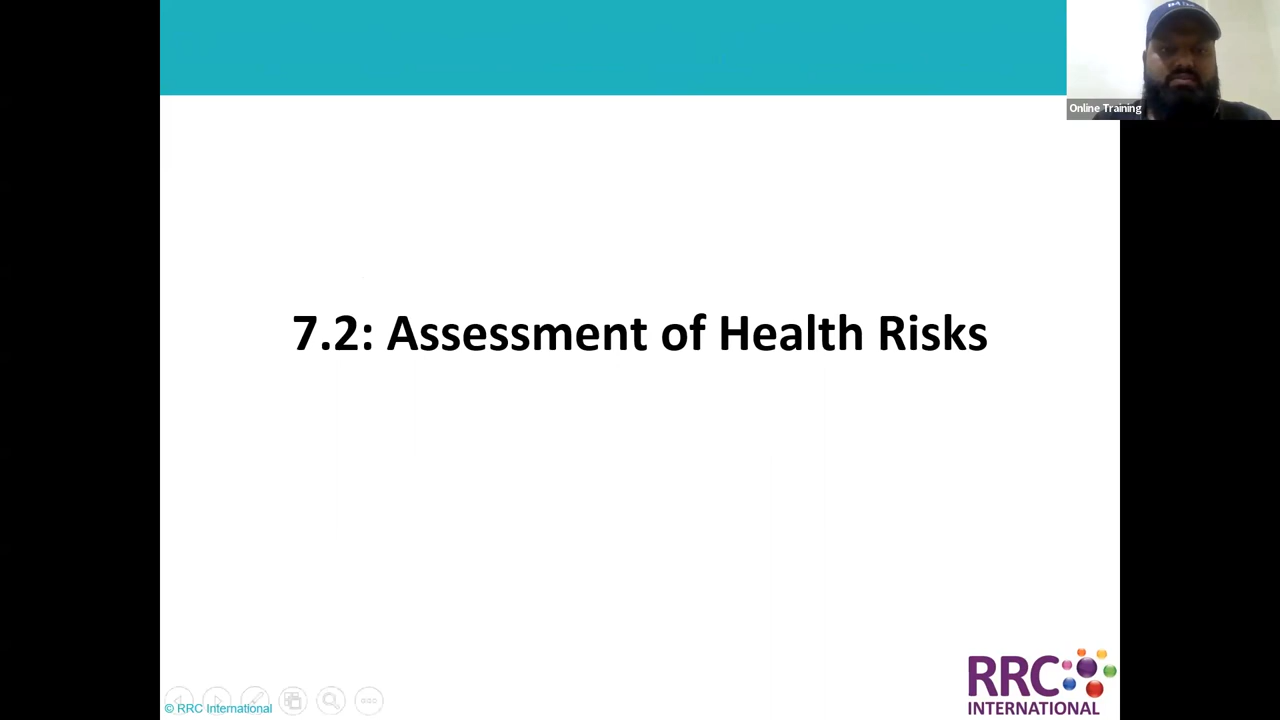 Online Training
7.2: Assessment of Health Risks
© RRC International
RRC
INTERNATIONAL